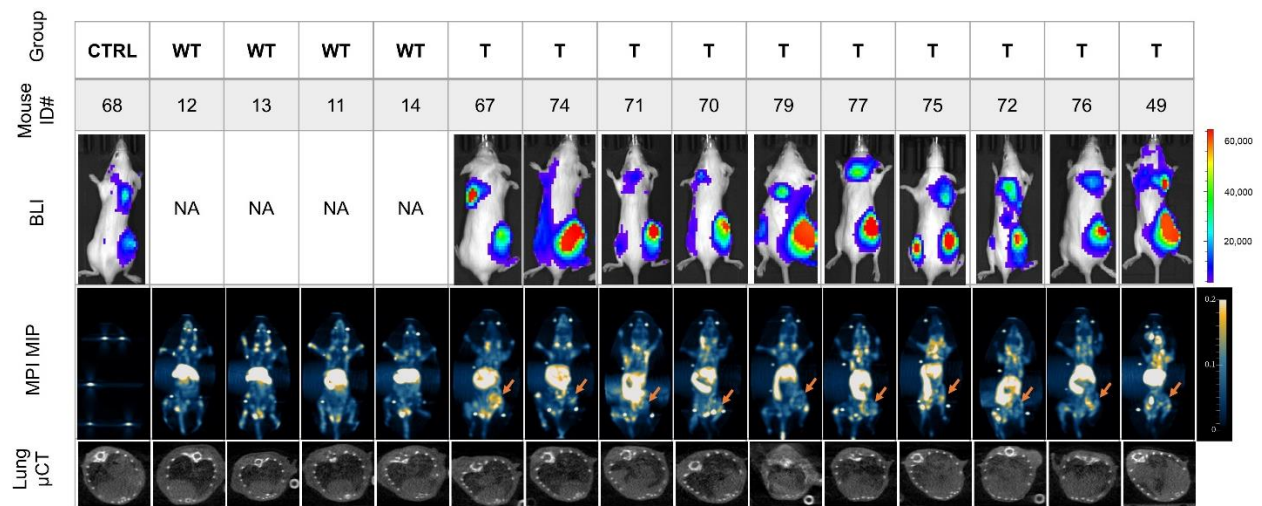 Group
CTRL WT WT WT WT T T T T T T T T T T
Mouse
ID#
68 12 13 11 14 67 74 71 70 79 77 75 72 76 49
BLI
NA NA NA NA
60,000
40,000
20,000
MPI MIP
0.2
0.1
0
Lung
μCT